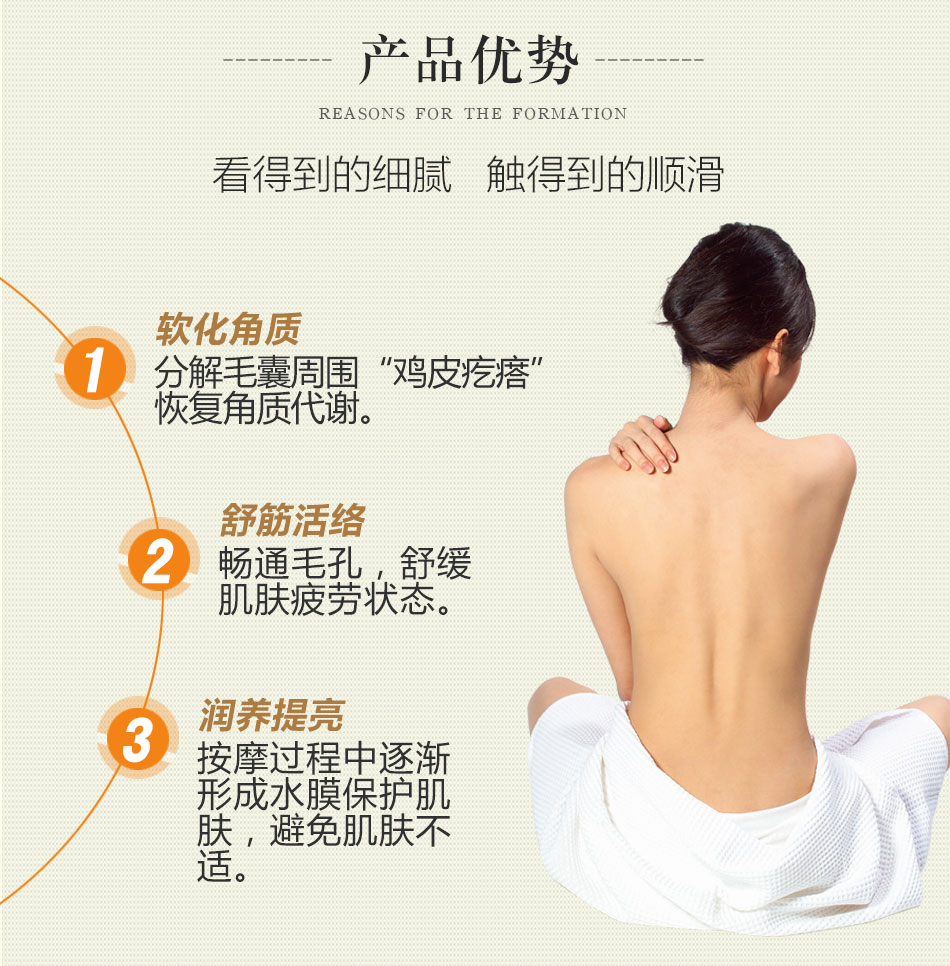 产品优势
REASONS FOR THE FORMATION
看得到的细腻 触得到的顺滑
1
软化角质
分解毛囊周围“鸡皮疙瘩”
恢复角质代谢。
2
舒筋活络
畅通毛孔，舒缓
肌肤疲劳状态。
3
润养提亮
按摩过程中逐渐
形成水膜保护肌
肤，避免肌肤不
适。